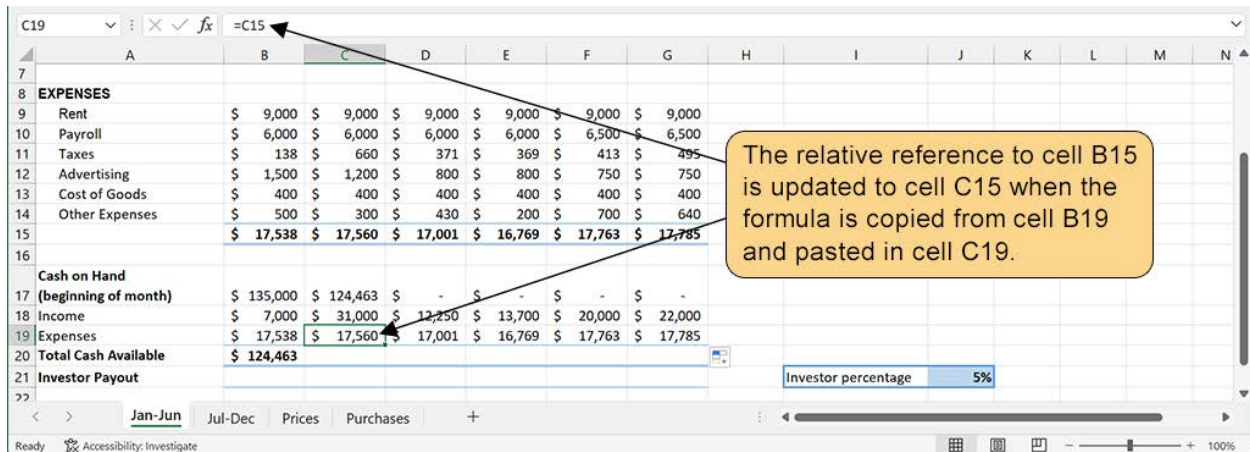 C19 fx =C15
A B C D E F G H I J K L M N
7
8 EXPENSES
9 Rent $ 9,000 $ 9,000 $ 9,000 $ 9,000 $ 9,000 $ 9,000
10 Payroll $ 6,000 $ 6,000 $ 6,000 $ 6,000 $ 6,500 $ 6,500
11 Taxes $ 138 $ 660 $ 371 $ 369 $ 413 $ 495
12 Advertising $ 1,500 $ 1,200 $ 800 $ 800 $ 750 $ 750
13 Cost of Goods $ 400 $ 400 $ 400 $ 400 $ 400 $ 400
14 Other Expenses $ 500 $ 300 $ 430 $ 200 $ 700 $ 640
15 $ 17,538 $ 17,560 $ 17,001 $ 16,769 $ 17,763 $ 17,785
16
Cash on Hand
17 (beginning of month) $ 135,000 $ 124,463 $ - $ - $ - $ -
18 Income $ 7,000 $ 31,000 $ 12,250 $ 13,700 $ 20,000 $ 22,000
19 Expenses $ 17,538 $ 17,560 $ 17,001 $ 16,769 $ 17,763 $ 17,785
20 Total Cash Available $ 124,463
21 Investor Payout Investor percentage 5%
22
The relative reference to cell B15
is updated to cell C15 when the
formula is copied from cell B19
and pasted in cell C19.
Jan-Jun Jul-Dec Prices Purchases +
Ready Accessibility: Investigate - + 100%